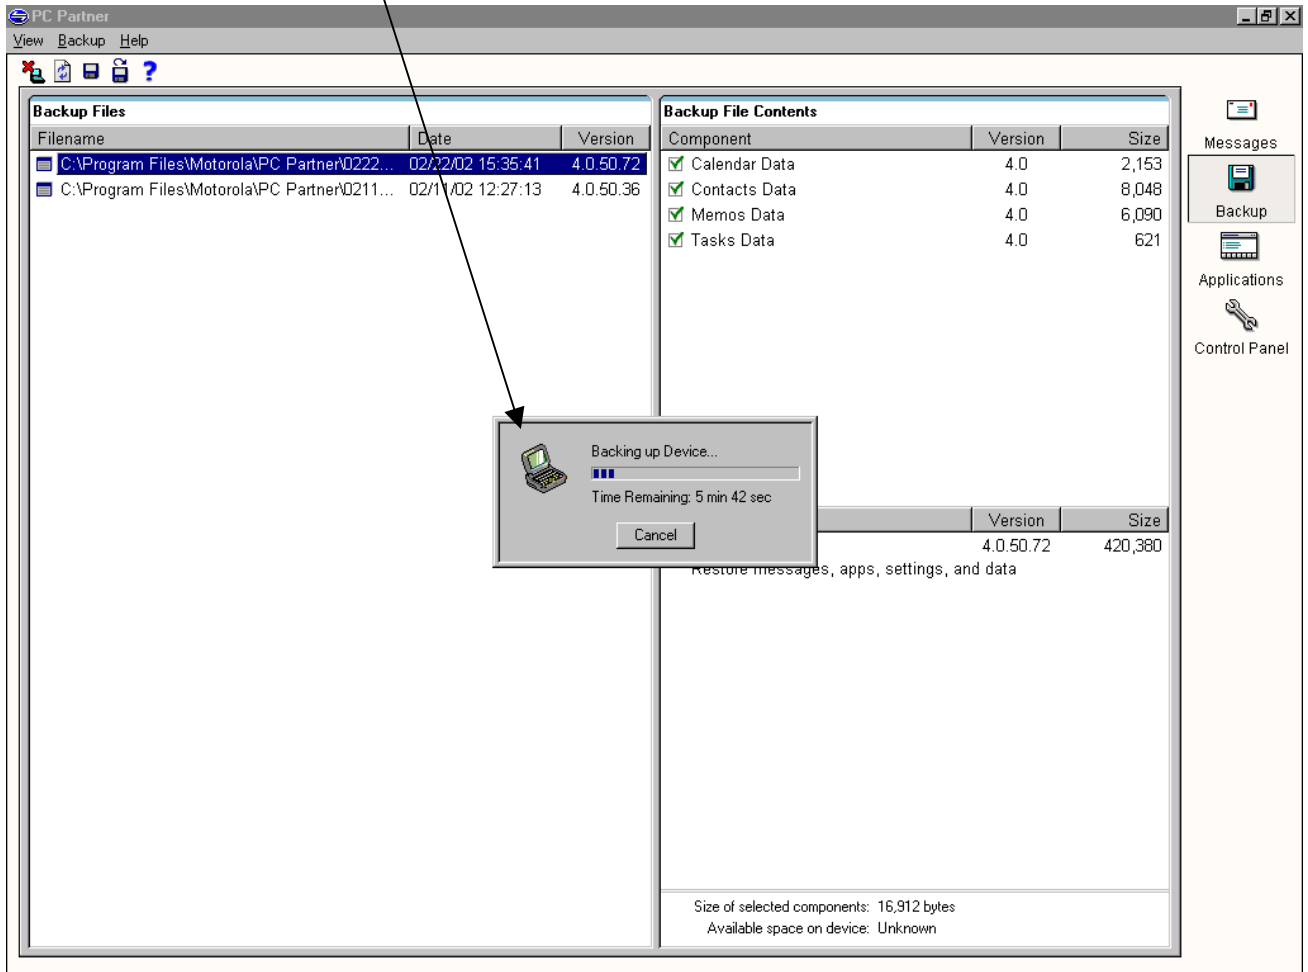 PC Partner
View Backup Help
Backup Files
Filename Date Version
C:\Program Files\Motorola\PC Partner\0222... 02/22/02 15:35:41 4.0.50.72
C:\Program Files\Motorola\PC Partner\0211... 02/11/02 12:27:13 4.0.50.36
Backup File Contents
Component Version Size
Calendar Data 4.0 2,153
Contacts Data 4.0 8,048
Memos Data 4.0 6,090
Tasks Data 4.0 621
Backing up Device...
Time Remaining: 5 min 42 sec
Cancel
Version Size
4.0.50.72 420,380
Restore messages, apps, settings, and data
Size of selected components: 16,912 bytes
Available space on device: Unknown
Messages
Backup
Applications
Control Panel